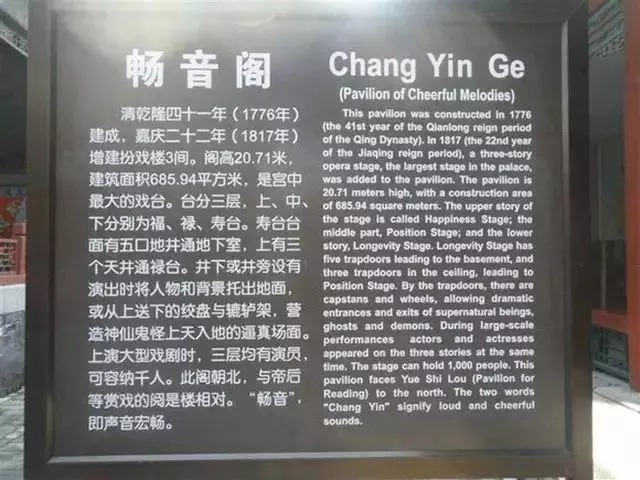 畅音阁
清乾隆四十一年（1776年）
建成，嘉庆二十二年（1817年）
增建扮戏楼3间。阁高20.71米，
建筑面积685.94平方米，是宫中
最大的戏台。台分三层，上、中、
下分别为福、禄、寿台。寿台台
面有五口地井通地下室，上有三
个天井通禄台。井下或井旁设有
演出时将人物和背景托出地面，
或从上送下的绞盘与辘轳架，营
造神仙鬼怪上天入地的逼真场面。
上演大型戏剧时，三层均有演员，
可容纳千人。此阁朝北，与帝后
等赏戏的阅是楼相对。“畅音”，
即声音宏畅。
Chang Yin Ge
(Pavilion of Cheerful Melodies)
This pavilion was constructed in 1776
(the 41st year of the Qianlong reign period
of the Qing Dynasty). In 1817 (the 22nd year
of the Jiaqing reign period), a three-story
opera stage, the largest stage in the palace,
was added to the pavilion. The pavilion is
20.71 meters high, with a construction area
of 685.94 square meters. The upper story of
the stage is called Happiness Stage; the
middle part, Position Stage; and the lower
story, Longevity Stage. Longevity Stage has
five trapdoors leading to the basement, and
three trapdoors in the ceiling, leading to
Position Stage. By the trapdoors, there are
capstans and wheels, allowing dramatic
entrances and exits of supernatural beings,
ghosts and demons. During large-scale
performances actors and actresses
appeared on the three stories at the same
time. The stage can hold 1,000 people. This
pavilion faces Yue Shi Lou (Pavilion for
Reading) to the north. The two words
"Chang Yin" signify loud and cheerful
sounds.